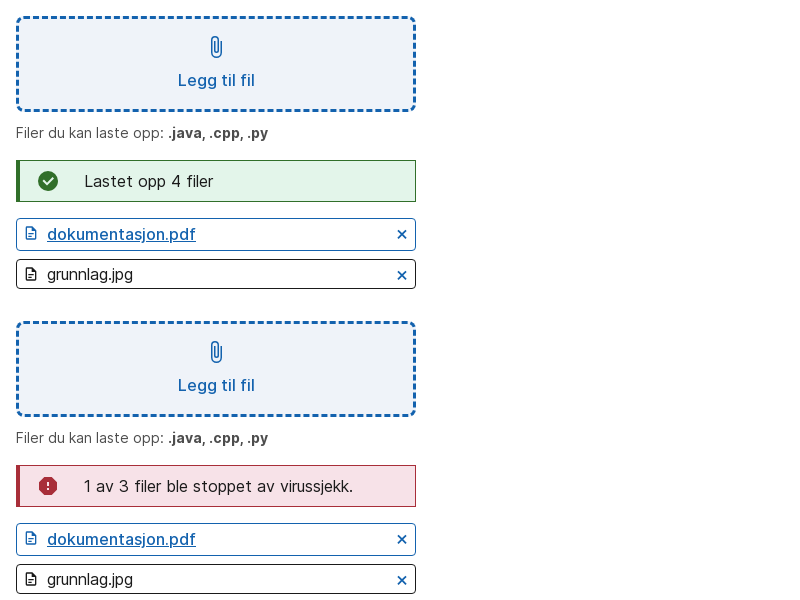 Legg til fil
Filer du kan laste opp: .java, .cpp, .py
Lastet opp 4 filer
dokumentasjon.pdf
grunnlag.jpg
Legg til fil
Filer du kan laste opp: .java, .cpp, .py
1 av 3 filer ble stoppet av virussjekk.
dokumentasjon.pdf
grunnlag.jpg